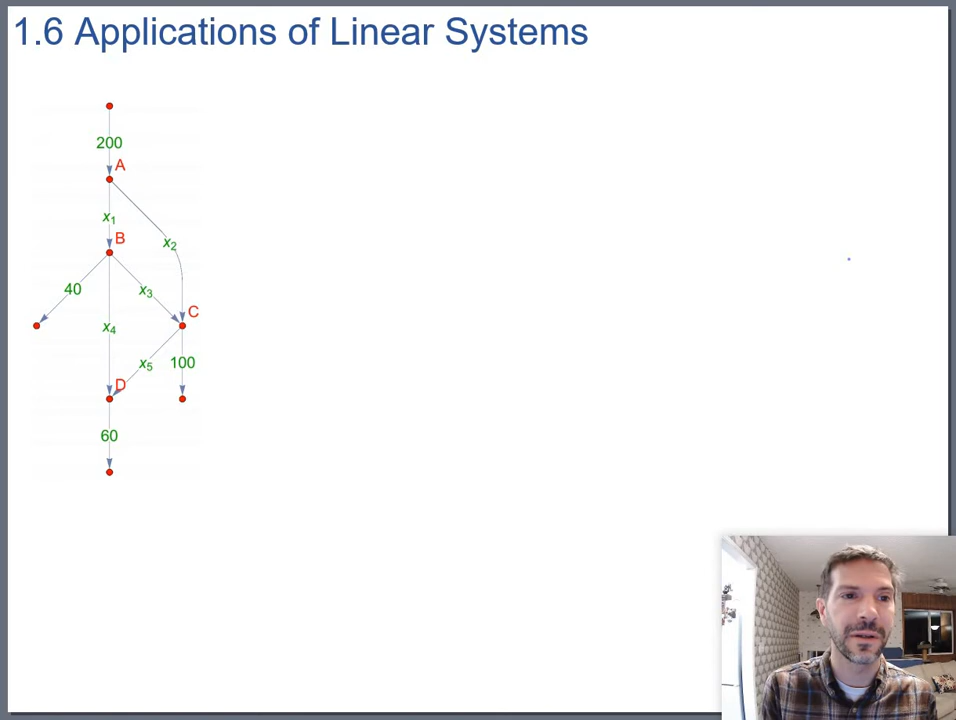 1.6 Applications of Linear Systems
200
A
x₁
B
x₂
40
x₃
C
x₄
x₅
100
D
60